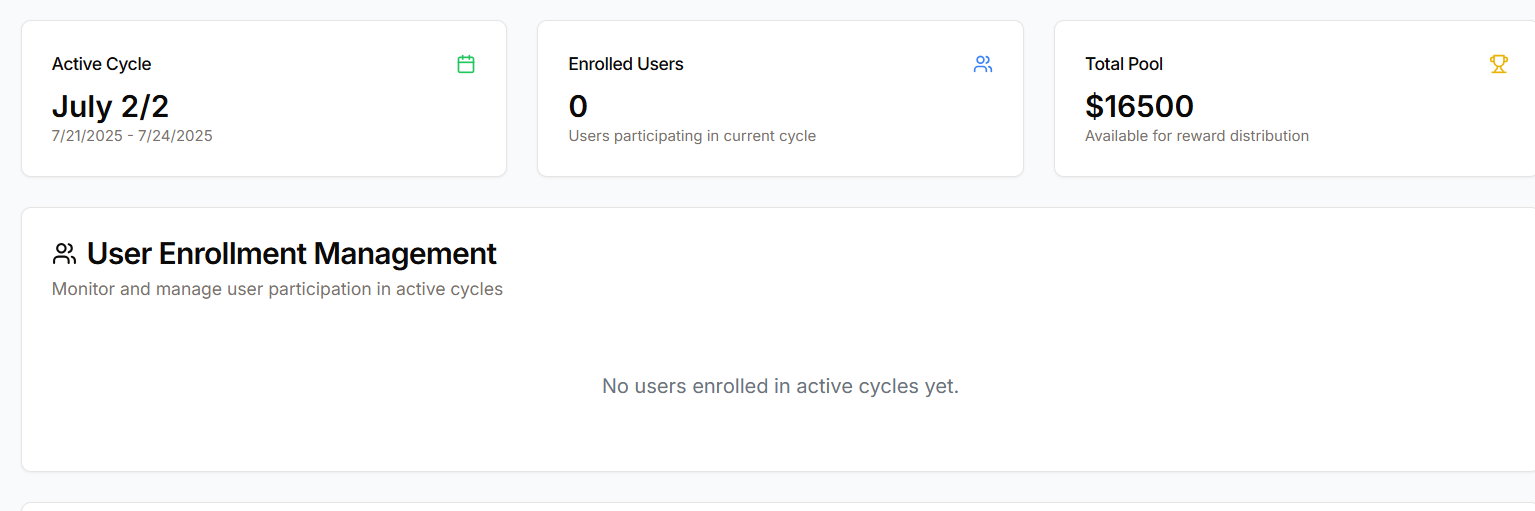 Active Cycle
July 2/2
7/21/2025 - 7/24/2025
Enrolled Users
0
Users participating in current cycle
Total Pool
$16500
Available for reward distribution
User Enrollment Management
Monitor and manage user participation in active cycles
No users enrolled in active cycles yet.